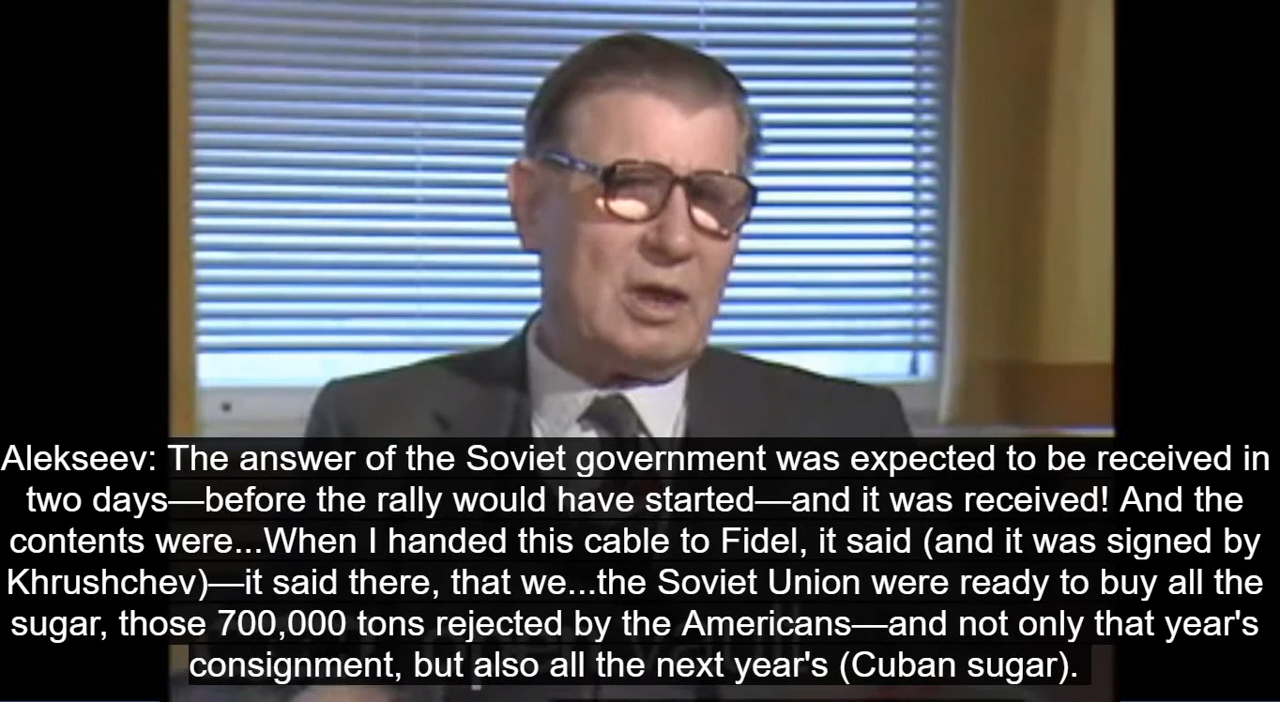 Alekseev: The answer of the Soviet government was expected to be received in
two days—before the rally would have started—and it was received! And the
contents were...When I handed this cable to Fidel, it said (and it was signed by
Khrushchev)—it said there, that we...the Soviet Union were ready to buy all the
sugar, those 700,000 tons rejected by the Americans—and not only that year's
consignment, but also all the next year's (Cuban sugar).